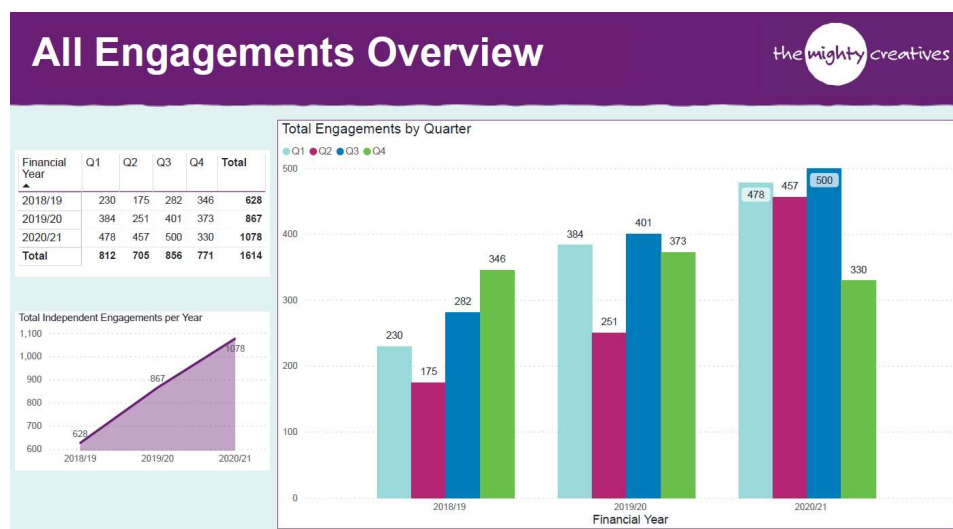 All Engagements Overview
the mighty creatives
Financial Year Q1 Q2 Q3 Q4 Total
2018/19 230 175 282 346 628
2019/20 384 251 401 373 867
2020/21 478 457 500 330 1078
Total 812 705 856 771 1614
Total Independent Engagements per Year
1,100
1,000
900
800
700
600
628
867
1078
2018/19 2019/20 2020/21
Total Engagements by Quarter
Q1 Q2 Q3 Q4
500
400
300
200
100
0
230 175 282 346
384 251 401 373
478 457 500 330
2018/19 2019/20 2020/21
Financial Year